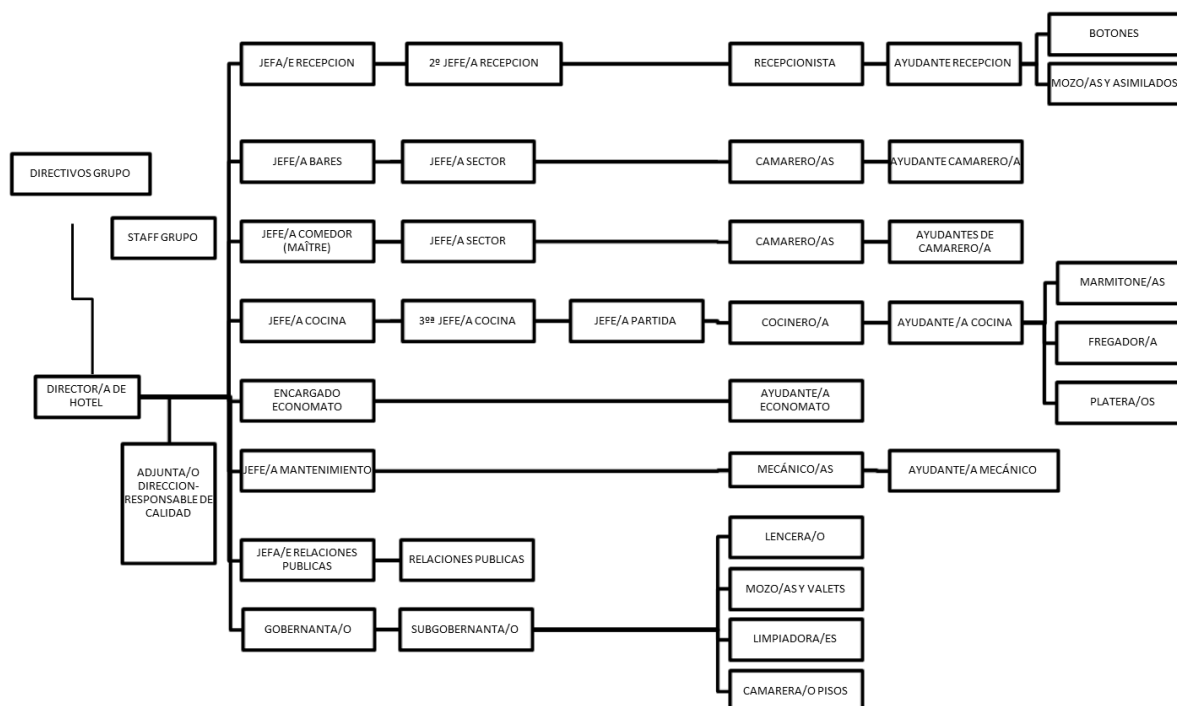 BOTONES
JEFA/E RECEPCION
2º JEFE/A RECEPCION
RECEPCIONISTA
AYUDANTE RECEPCION
MOZO/AS Y ASIMILADOS
DIRECTIVOS GRUPO
JEFE/A BARES
JEFE/A SECTOR
CAMARERO/AS
AYUDANTE CAMARERO/A
STAFF GRUPO
JEFE/A COMEDOR
(MAÎTRE)
JEFE/A SECTOR
CAMARERO/AS
AYUDANTES DE
CAMARERO/A
MARMITONE/AS
JEFE/A COCINA
3ºª JEFE/A COCINA
JEFE/A PARTIDA
COCINERO/A
AYUDANTE /A COCINA
FREGADOR/A
PLATERA/OS
DIRECTOR/A DE
HOTEL
ENCARGADO
ECONOMATO
AYUDANTE/A
ECONOMATO
ADJUNTA/O
DIRECCION-
RESPONSABLE DE
CALIDAD
JEFE/A MANTENIMIENTO
MECÁNICO/AS
AYUDANTE/A MECÁNICO
JEFA/E RELACIONES
PUBLICAS
RELACIONES PUBLICAS
LENCERA/O
MOZO/AS Y VALETS
GOBERNANTA/O
SUBGOBERNANTA/O
LIMPIADORA/ES
CAMARERA/O PISOS